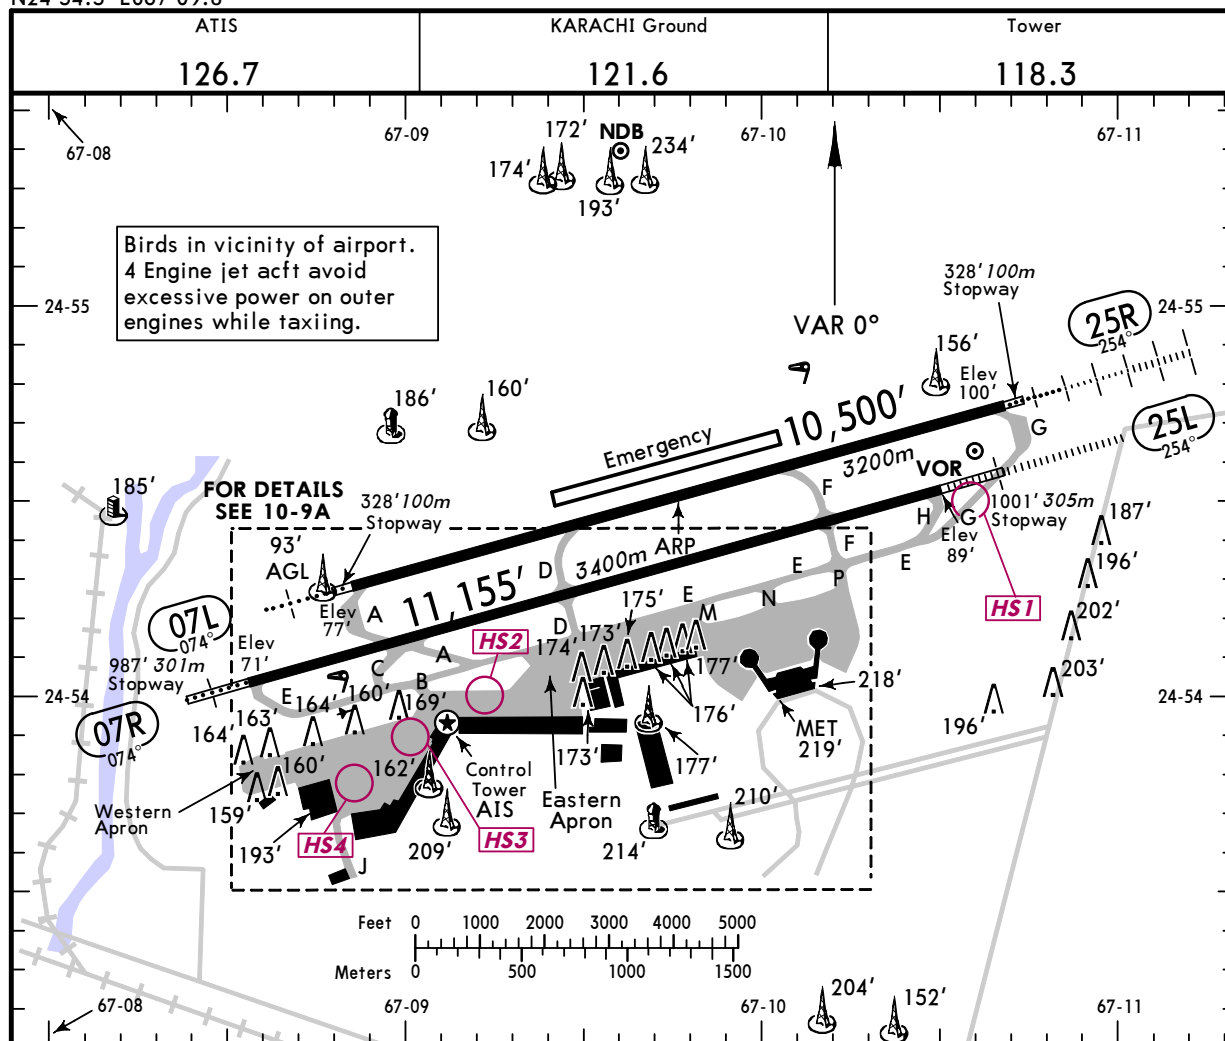 ATIS
126.7
KARACHI Ground
121.6
Tower
118.3
67-08
67-09
67-10
67-11
172'
NDB
234'
174'
193'
Birds in vicinity of airport.
4 Engine jet acft avoid
excessive power on outer
engines while taxiing.
328' 100m
Stopway
24-55
24-55
25R
254°
VAR 0°
156'
Elev
100'
186'
160'
10,500'
Emergency
3200m
VOR
G
25L
254°
185'
FOR DETAILS
SEE 10-9A
328' 100m
Stopway
F
1001' 305m
Stopway
H
G
Elev
89'
187'
93'
AGL
ARP
D
3400m
F
E
E
P
196'
11,155'
Elev
77'
A
175'
E
M
N
HS1
202'
07L
074°
D
HS2
174'
173'
177'
203'
987' 301m
Stopway
Elev
71'
C
A
B
218'
24-54
24-54
07R
074°
E
164'
160'
169'
176'
MET
219'
196'
164'
163'
160'
162'
173'
177'
Control
Tower
AIS
Eastern
Apron
Western
Apron
159'
193'
HS4
209'
HS3
214'
210'
J
Feet 0 1000 2000 3000 4000 5000
Meters 0 500 1000 1500
67-08
67-09
67-10
204'
152'
67-11